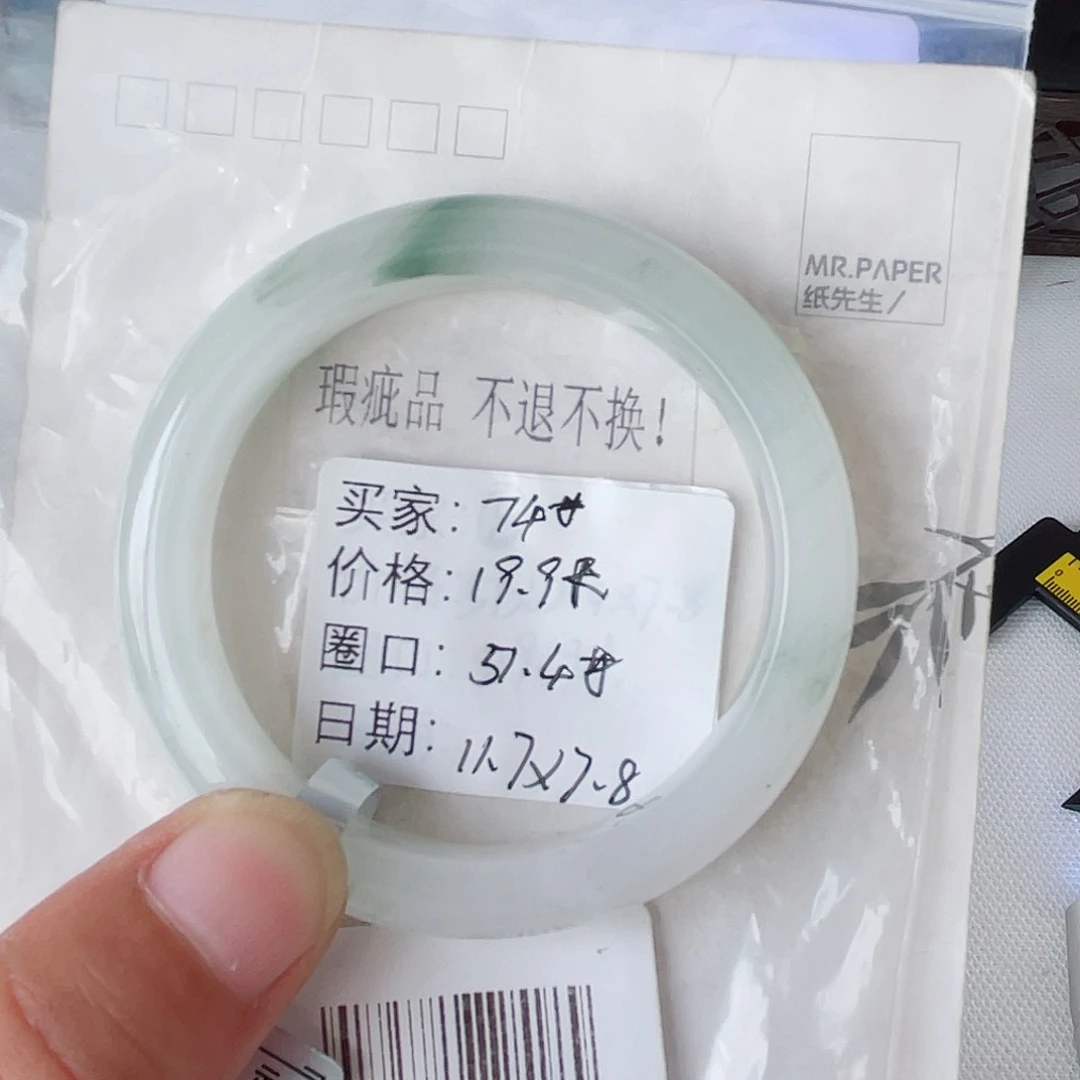 MR.PAPER
纸先生/
瑕疵品 不退不换!
买家: 74
价格: 19.9
圈口: 51.4
日期: 11.7X7.8